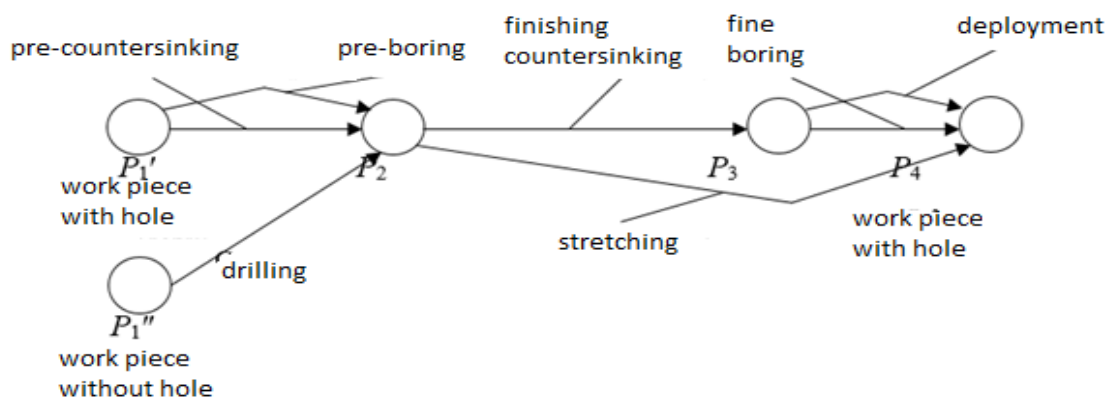 pre-countersinking
pre-boring
finishing
countersinking
fine
boring
deployment
P₁'
work piece
with hole
P₂
P₃
P₄
work piece
with hole
stretching
drilling
P₁"
work piece
without hole